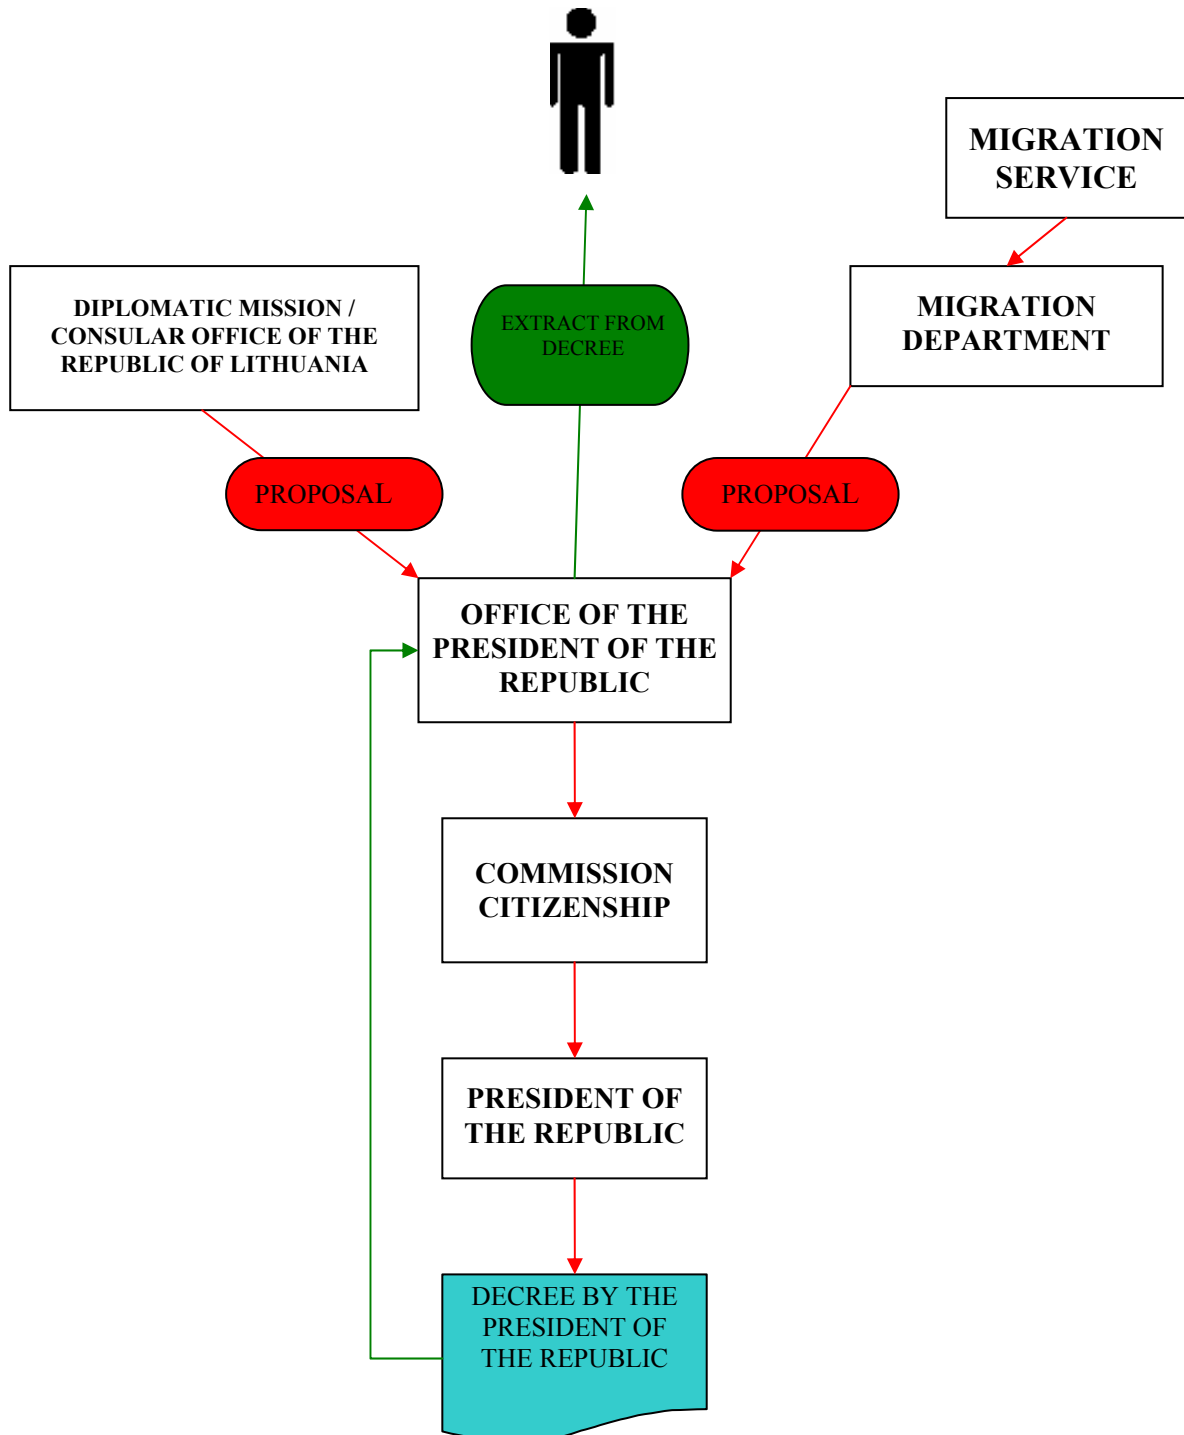 MIGRATION
SERVICE
DIPLOMATIC MISSION /
CONSULAR OFFICE OF THE
REPUBLIC OF LITHUANIA
EXTRACT FROM
DECREE
MIGRATION
DEPARTMENT
PROPOSAL
PROPOSAL
OFFICE OF THE
PRESIDENT OF THE
REPUBLIC
COMMISSION
CITIZENSHIP
PRESIDENT OF
THE REPUBLIC
DECREE BY THE
PRESIDENT OF
THE REPUBLIC